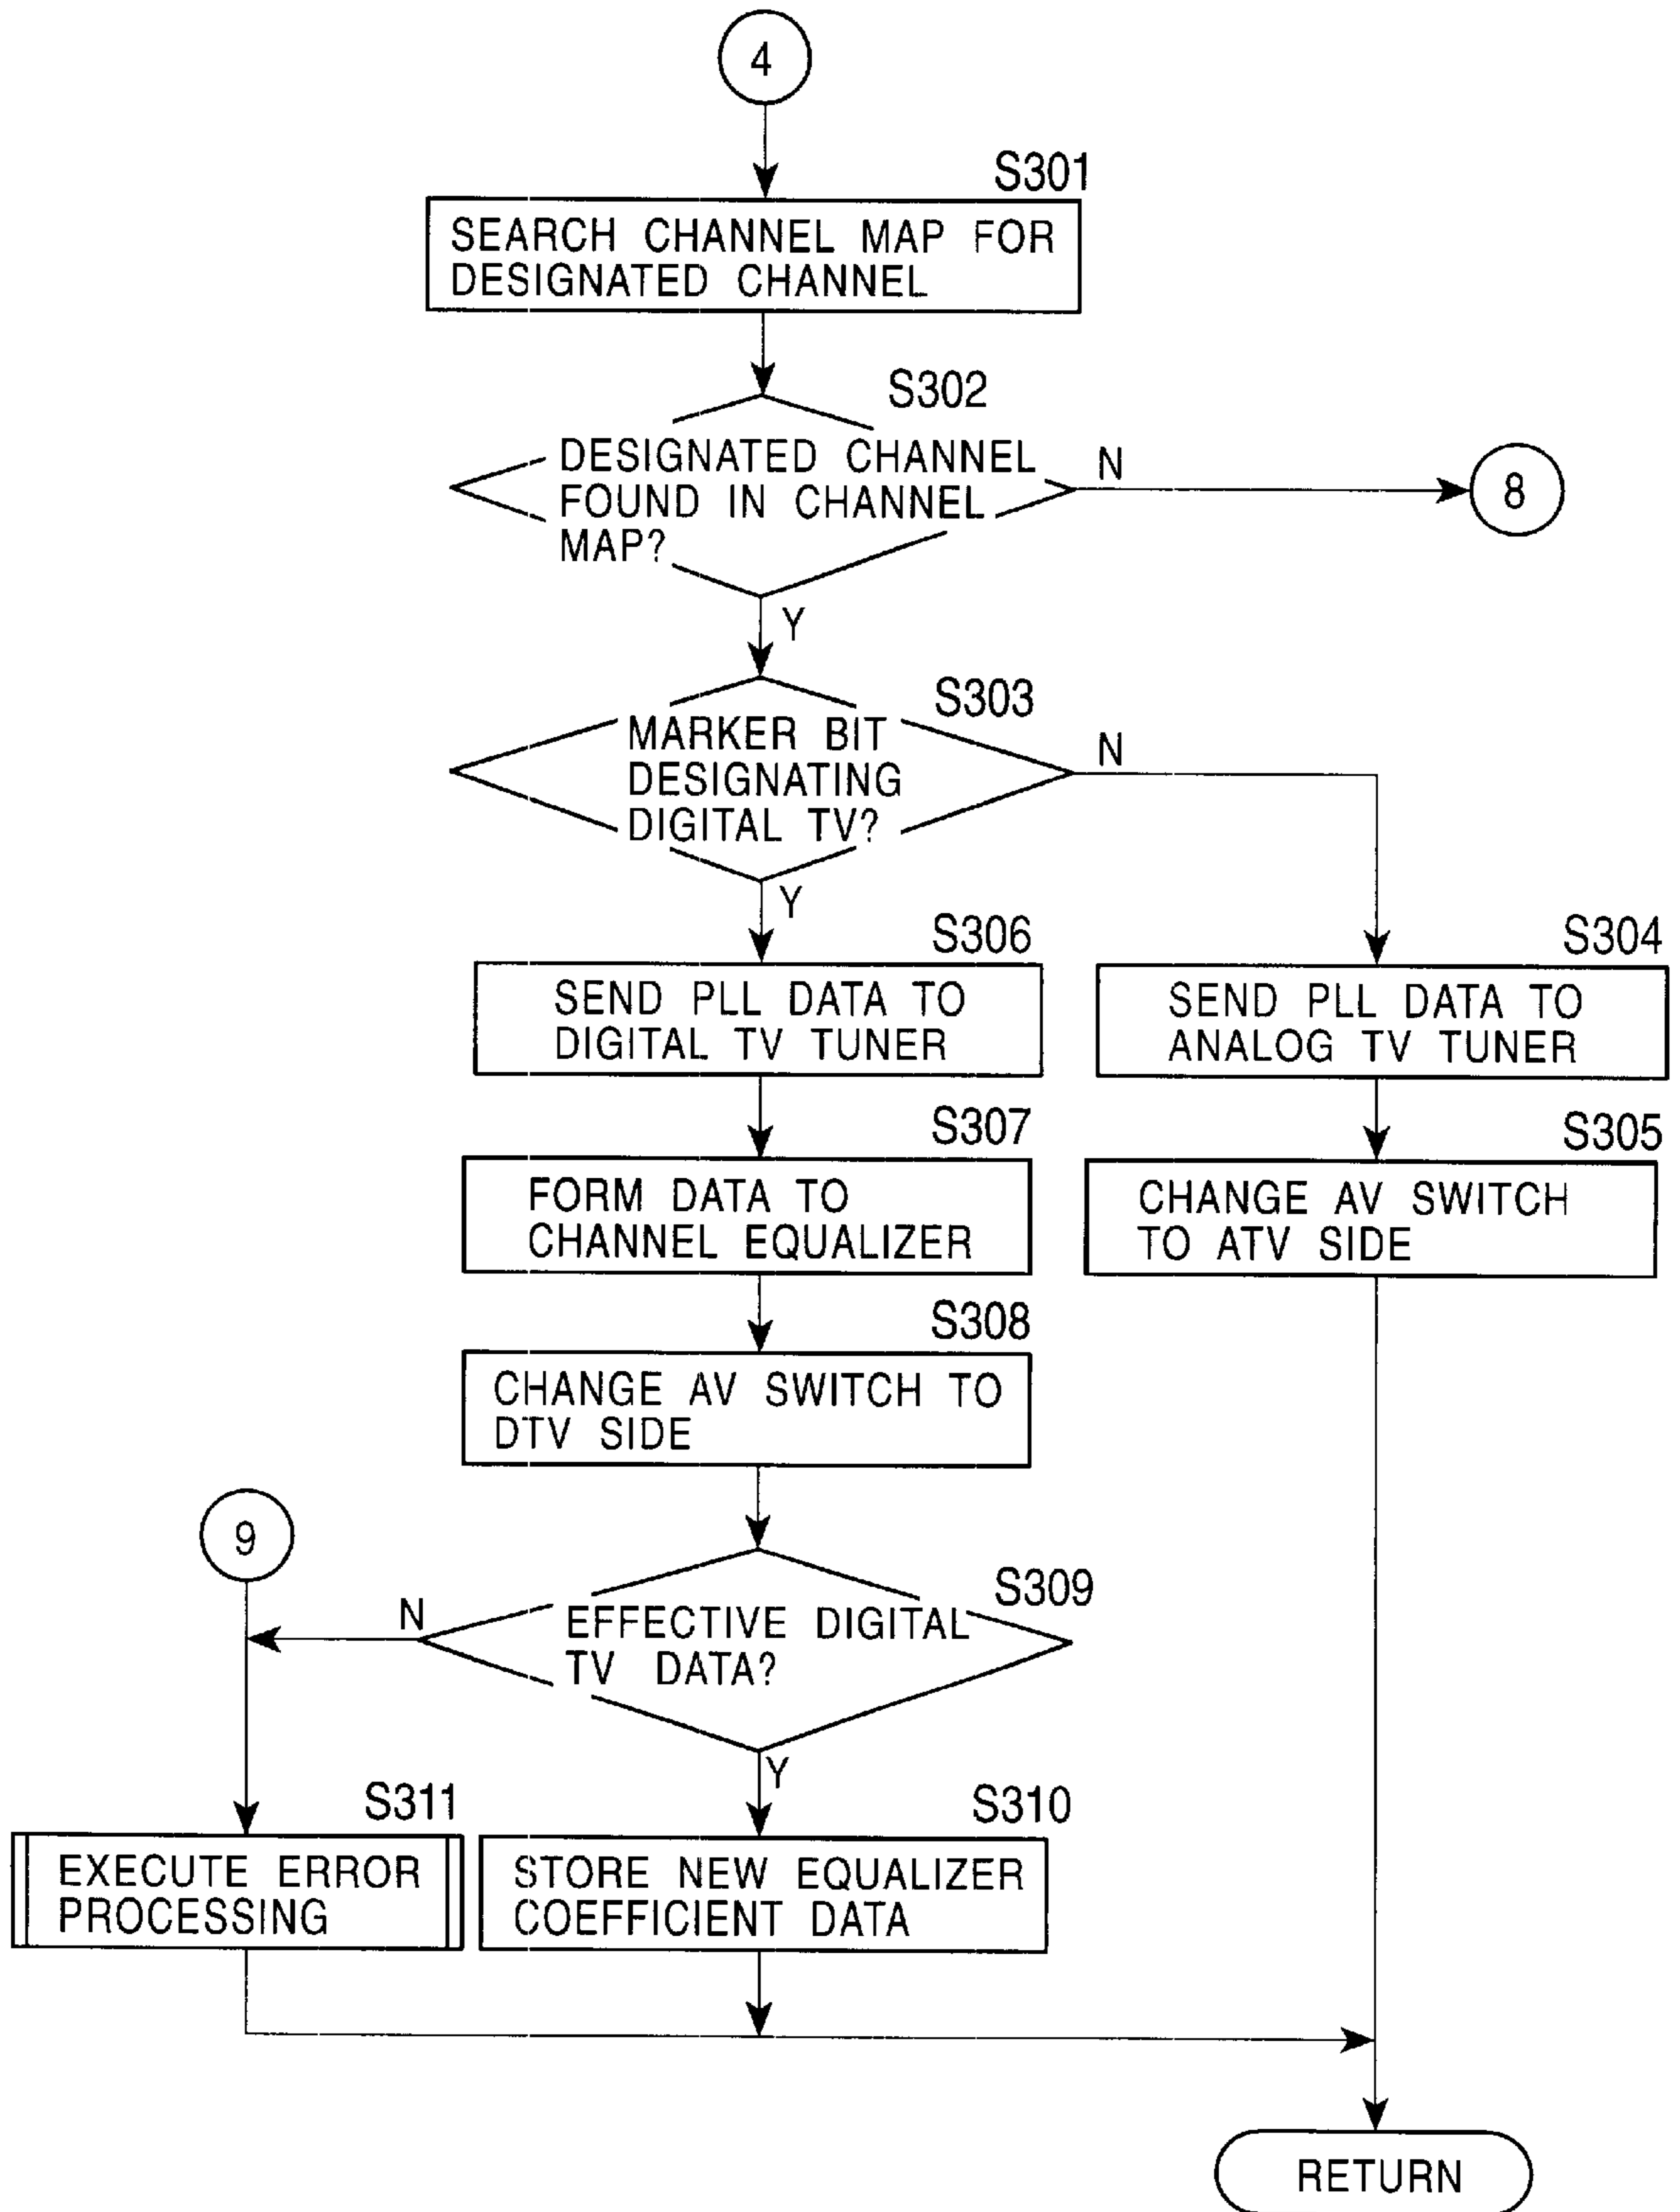 4
S301
SEARCH CHANNEL MAP FOR
DESIGNATED CHANNEL
S302
DESIGNATED CHANNEL
FOUND IN CHANNEL
MAP?
N
8
Y
S303
MARKER BIT
DESIGNATING
DIGITAL TV?
N
Y
S306
SEND PLL DATA TO
DIGITAL TV TUNER
S304
SEND PLL DATA TO
ANALOG TV TUNER
S307
FORM DATA TO
CHANNEL EQUALIZER
S305
CHANGE AV SWITCH
TO ATV SIDE
S308
CHANGE AV SWITCH TO
DTV SIDE
9
S309
EFFECTIVE DIGITAL
TV DATA?
N
Y
S311
EXECUTE ERROR
PROCESSING
S310
STORE NEW EQUALIZER
COEFFICIENT DATA
RETURN